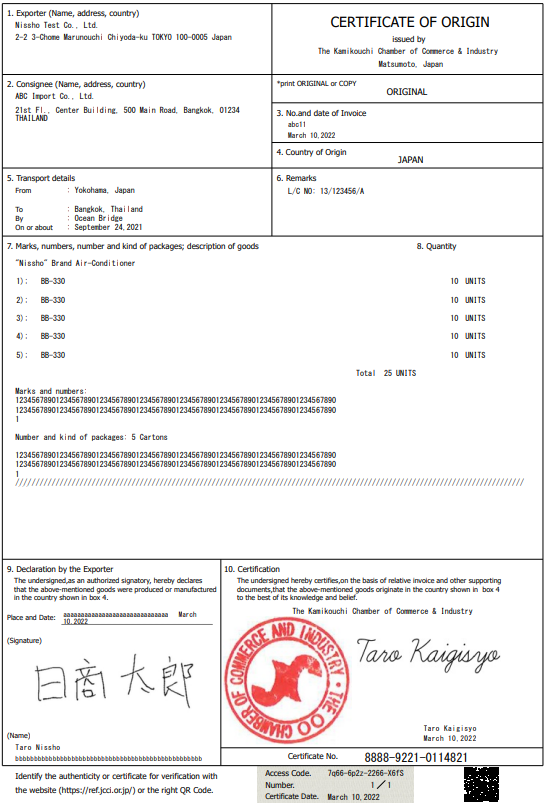 1. Exporter (Name, address, country)
Nissho Test Co., Ltd.
2-2 3-Chome Marunouchi Chiyoda-ku TOKYO 100-0005 Japan
CERTIFICATE OF ORIGIN
issued by
The Kamikouchi Chamber of Commerce & Industry
Matsumoto, Japan
2. Consignee (Name, address, country)
ABC Import Co., Ltd.
21st Fl., Center Building, 500 Main Road, Bangkok, 01234
THAILAND
*print ORIGINAL or COPY
ORIGINAL
3. No.and date of Invoice
abc11
March 10,2022
4. Country of Origin
JAPAN
5. Transport details
From : Yokohama, Japan
To : Bangkok, Thailand
By : Ocean Bridge
On or about : September 24,2021
6. Remarks
L/C NO: 13/123456/A
7. Marks, numbers, number and kind of packages; description of goods 8. Quantity
"Nissho" Brand Air-Conditioner
1): BB-330 10 UNITS
2): BB-330 10 UNITS
3): BB-330 10 UNITS
4): BB-330 10 UNITS
5): BB-330 10 UNITS
Total 25 UNITS
Marks and numbers:
1234567890123456789012345678901234567890123456789012345678901234567890
1234567890123456789012345678901234567890123456789012345678901234567890
1
Number and kind of packages: 5 Cartons
1234567890123456789012345678901234567890123456789012345678901234567890
1234567890123456789012345678901234567890123456789012345678901234567890
1
9. Declaration by the Exporter
The undersigned,as an authorized signatory, hereby declares
that the above-mentioned goods were produced or manufactured
in the country shown in box 4.
Place and Date: aaaaaaaaaaaaaaaaaaaaaaaaaaaaaa March
10,2022
(Signature)
日商 太郎
(Name)
Taro Nissho
bbbbbbbbbbbbbbbbbbbbbbbbbbbbbbbbbbbbbbbbbbbbbbbbbb
10. Certification
The undersigned hereby certifies,on the basis of relative invoice and other supporting
documents,that the above-mentioned goods originate in the country shown in box 4
to the best of its knowledge and belief.
The Kamikouchi Chamber of Commerce & Industry
THE OO CHAMBER OF COMMERCE AND INDUSTRY
Taro Kaigisyo
Taro Kaigisyo
March 10,2022
Certificate No. 8888-9221-0114821
Identify the authenticity or certificate for verification with
the website (https://ref.jcci.or.jp/) or the right QR Code.
Access Code. 7q66-6p2z-2266-X6fS
Number. 1／1
Certificate Date. March 10, 2022